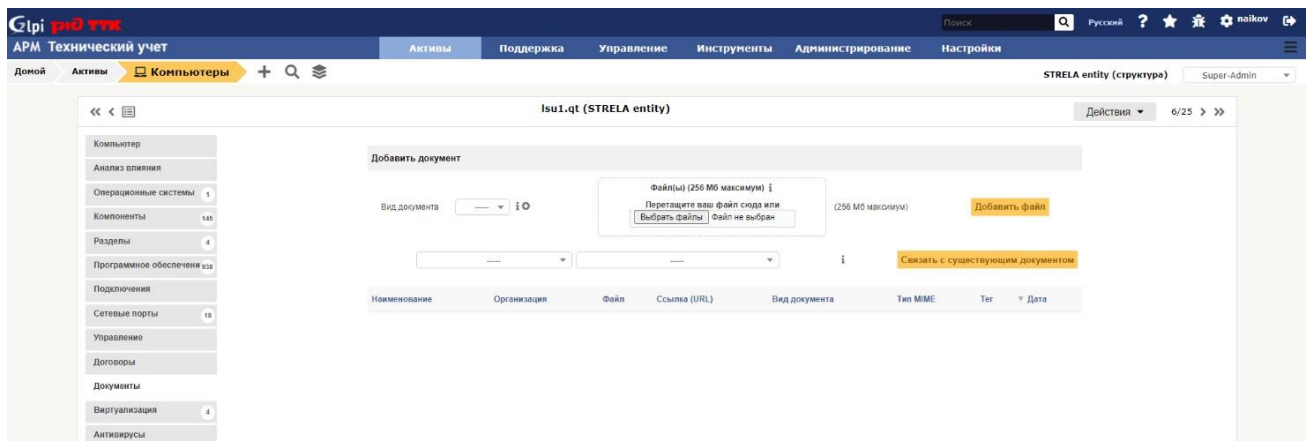 Glpi рид ТТК
Поиск
Русский ? naikov
АРМ Технический учет
Активы Поддержка Управление Инструменты Администрирование Настройки
Домой Активы Компьютеры
STRELA entity (структура) Super-Admin
lsu1.qt (STRELA entity)
Действия 6/25
Компьютер
Анализ влияния
Операционные системы 1
Компоненты 145
Разделы 4
Программное обеспечени 938
Подключения
Сетевые порты 18
Управление
Договоры
Документы
Виртуализация 4
Антивирусы
Добавить документ
Файл(ы) (256 Мб максимум) i
Вид документа ----- i
Перетащите ваш файл сюда или
Выбрать файлы Файл не выбран
(256 Мб максимум)
Добавить файл
----- ----- i Связать с существующим документом
Наименование Организация Файл Ссылка (URL) Вид документа Тип MIME Тег Дата